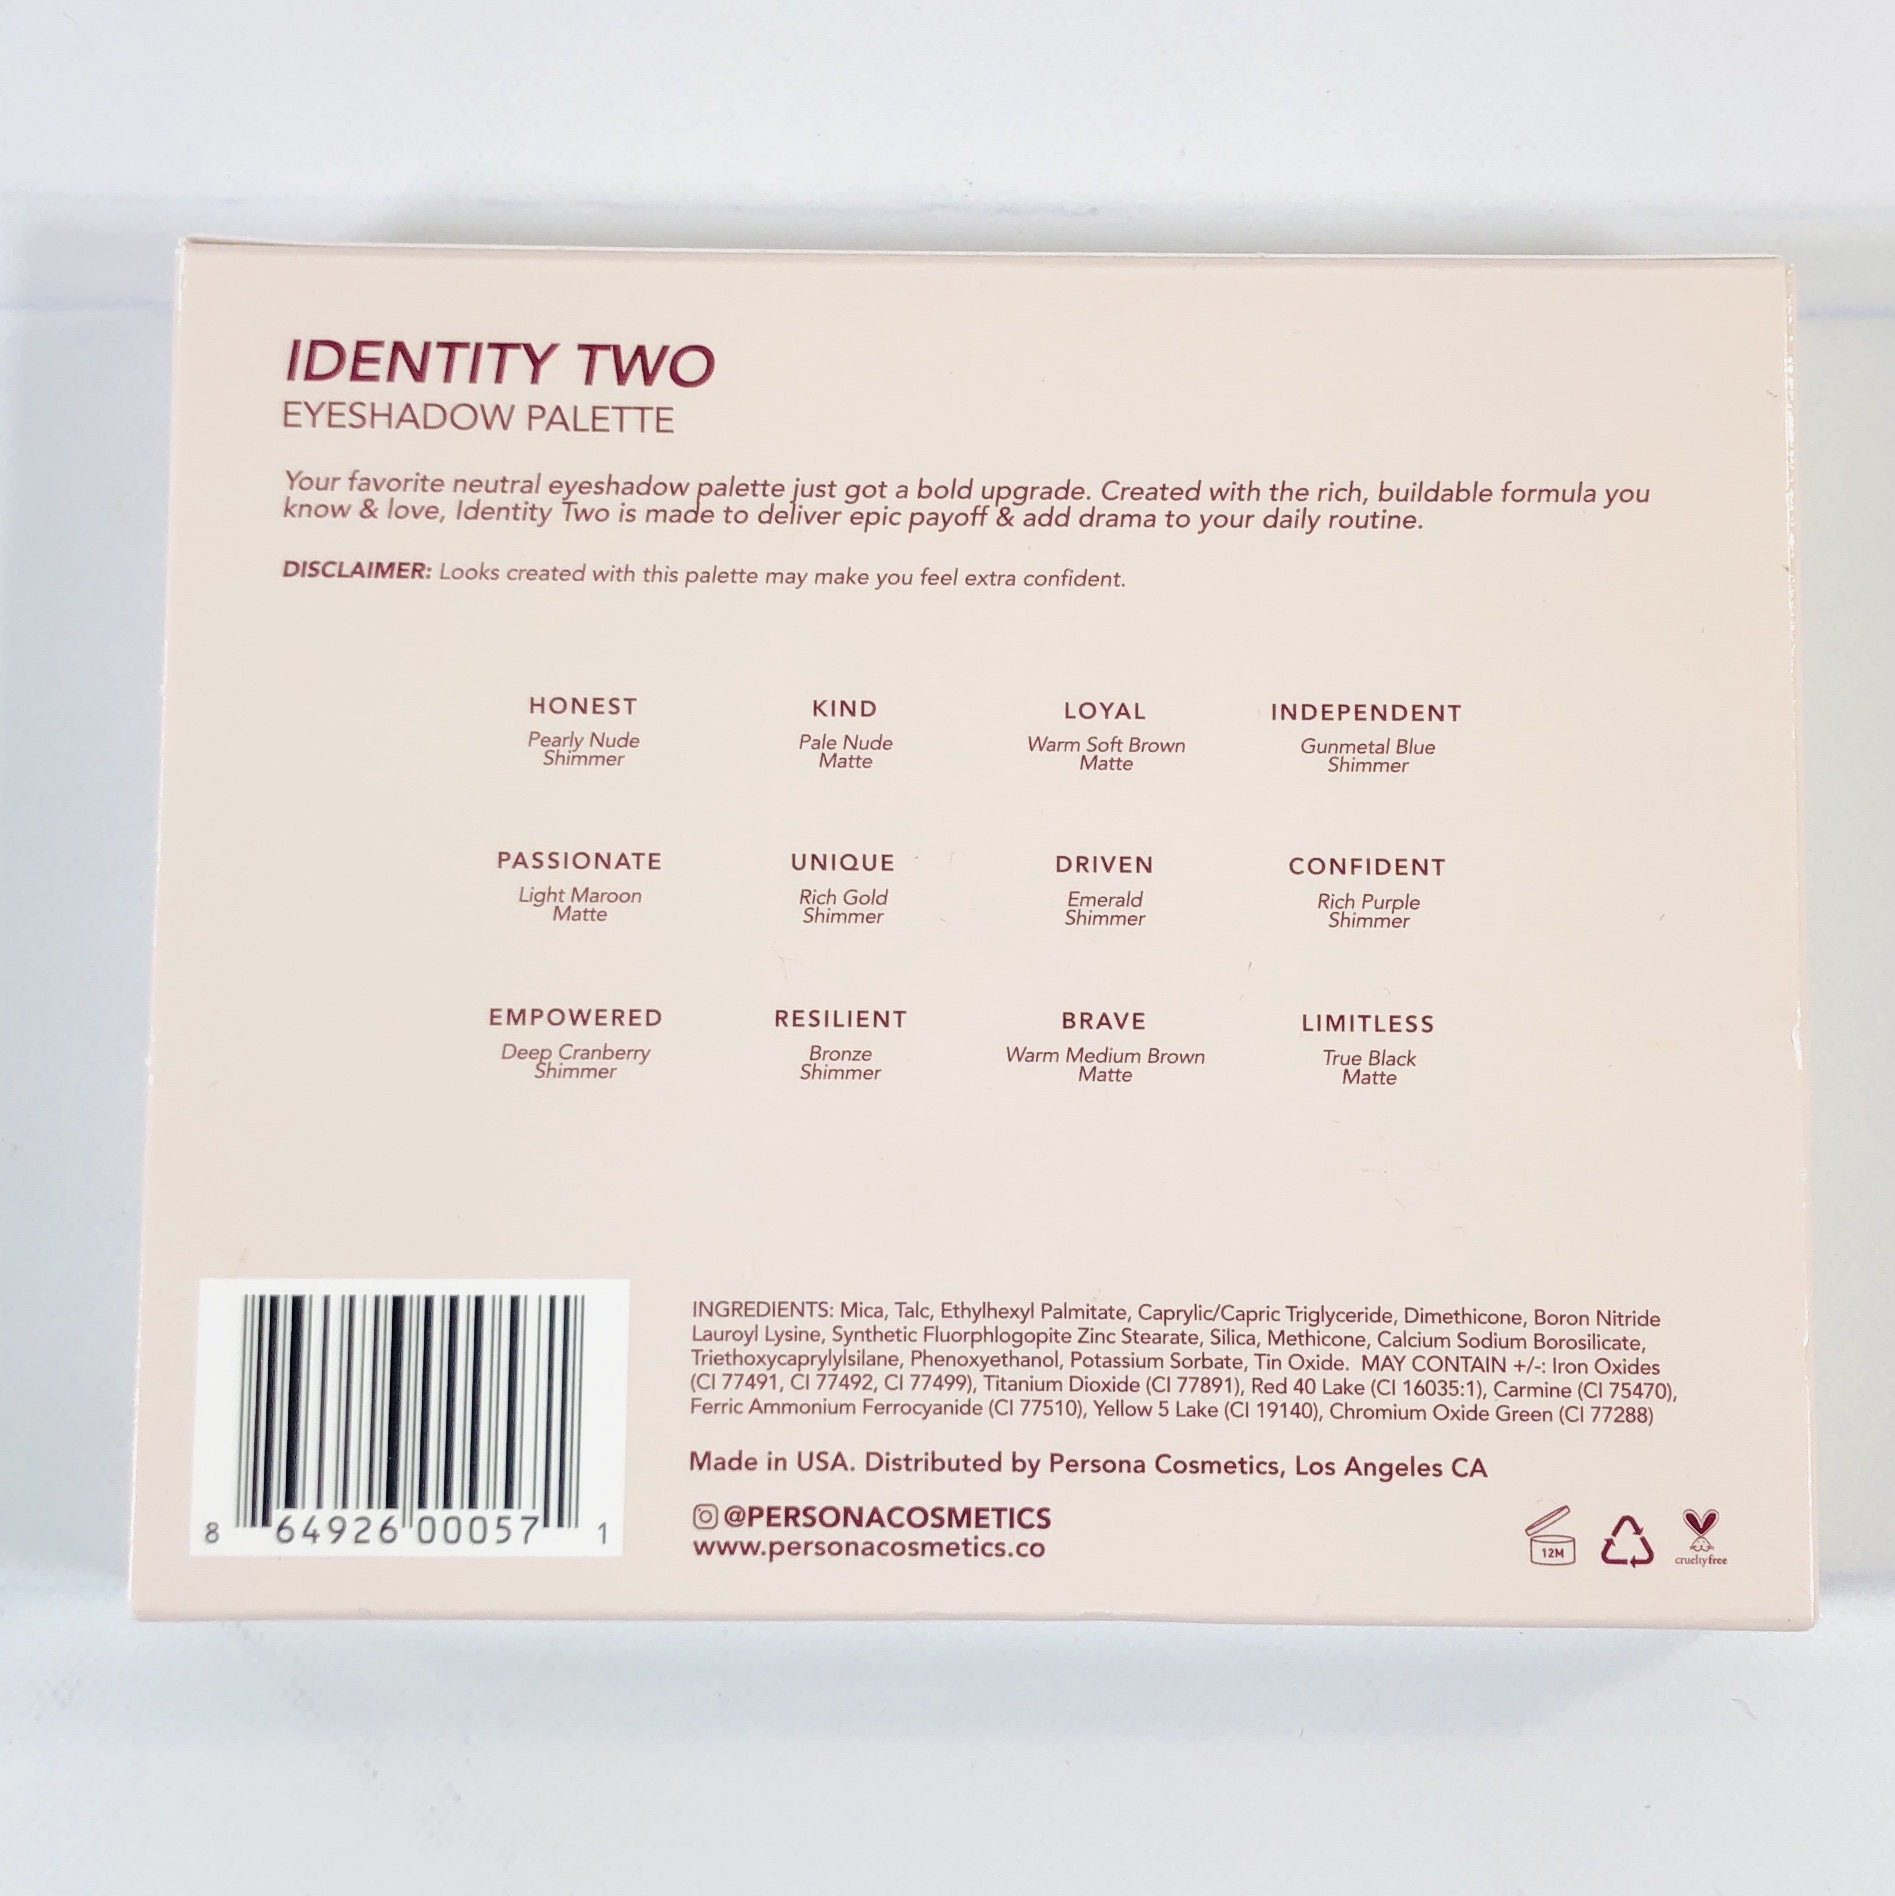 IDENTITY TWO
EYESHADOW PALETTE
Your favorite neutral eyeshadow palette just got a bold upgrade. Created with the rich, buildable formula you
know & love, Identity Two is made to deliver epic payoff & add drama to your daily routine.
DISCLAIMER: Looks created with this palette may make you feel extra confident.
HONEST
Pearly Nude
Shimmer
KIND
Pale Nude
Matte
LOYAL
Warm Soft Brown
Matte
INDEPENDENT
Gunmetal Blue
Shimmer
PASSIONATE
Light Maroon
Matte
UNIQUE
Rich Gold
Shimmer
DRIVEN
Emerald
Shimmer
CONFIDENT
Rich Purple
Shimmer
EMPOWERED
Deep Cranberry
Shimmer
RESILIENT
Bronze
Shimmer
BRAVE
Warm Medium Brown
Matte
LIMITLESS
True Black
Matte
INGREDIENTS: Mica, Talc, Ethylhexyl Palmitate, Caprylic/Capric Triglyceride, Dimethicone, Boron Nitride
Lauroyl Lysine, Synthetic Fluorphlogopite Zinc Stearate, Silica, Methicone, Calcium Sodium Borosilicate,
Triethoxycaprylylsilane, Phenoxyethanol, Potassium Sorbate, Tin Oxide. MAY CONTAIN +/-: Iron Oxides
(CI 77491, CI 77492, CI 77499), Titanium Dioxide (CI 77891), Red 40 Lake (CI 16035:1), Carmine (CI 75470),
Ferric Ammonium Ferrocyanide (CI 77510), Yellow 5 Lake (CI 19140), Chromium Oxide Green (CI 77288)
Made in USA. Distributed by Persona Cosmetics, Los Angeles CA
@PERSONACOSMETICS
www.personacosmetics.co
8 64926 00057 1
12M
cruelty free